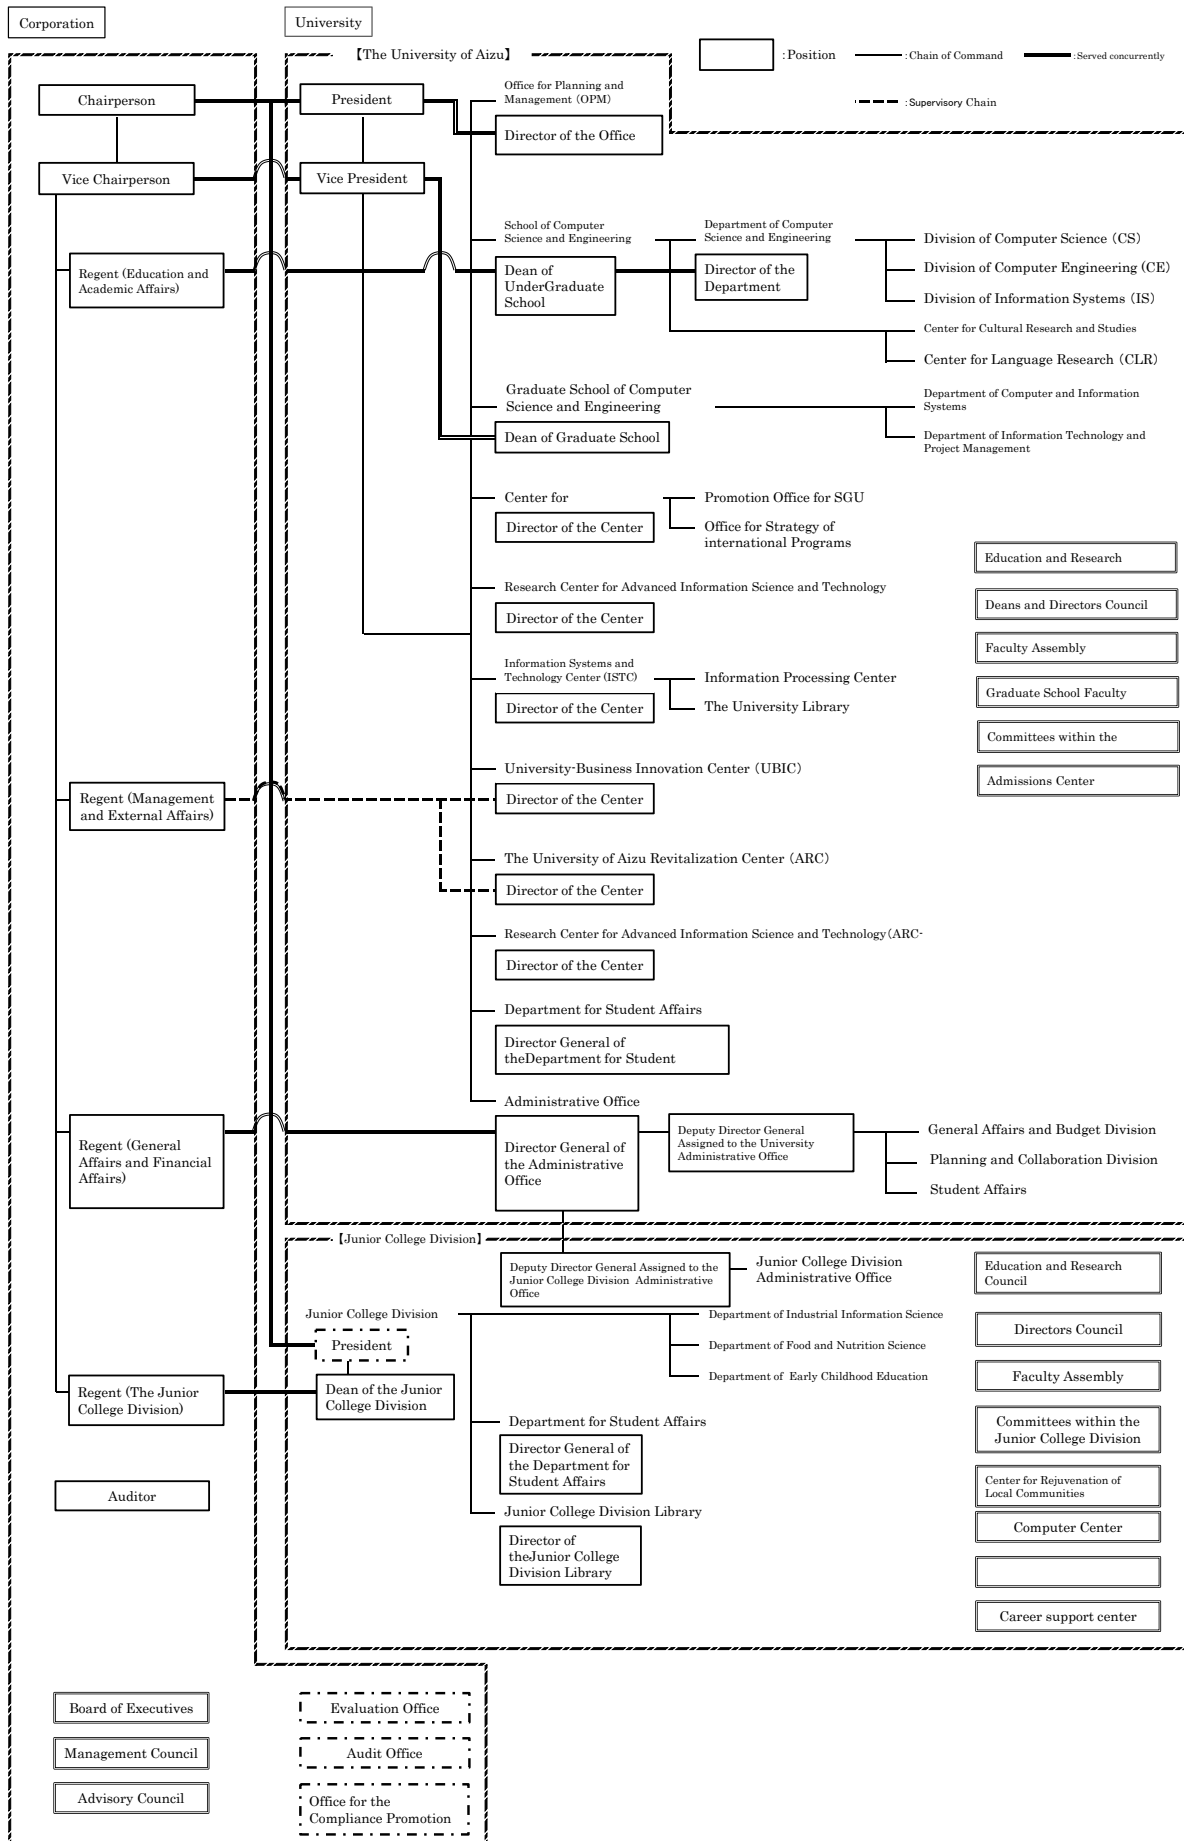 Corporation
University
【The University of Aizu】
:Position
:Chain of Command
:Served concurrently
:Supervisory Chain
Chairperson
President
Office for Planning and
Management (OPM)
Director of the Office
Vice Chairperson
Vice President
School of Computer
Science and Engineering
Department of Computer
Science and Engineering
Division of Computer Science (CS)
Regent (Education and
Academic Affairs)
Dean of
UnderGraduate
School
Director of the
Department
Division of Computer Engineering (CE)
Division of Information Systems (IS)
Center for Cultural Research and Studies
Center for Language Research (CLR)
Graduate School of Computer
Science and Engineering
Department of Computer and Information
Systems
Dean of Graduate School
Department of Information Technology and
Project Management
Center for
Promotion Office for SGU
Director of the Center
Office for Strategy of
international Programs
Education and Research
Research Center for Advanced Information Science and Technology
Deans and Directors Council
Director of the Center
Faculty Assembly
Information Systems and
Technology Center (ISTC)
Information Processing Center
Graduate School Faculty
Director of the Center
The University Library
Committees within the
University-Business Innovation Center (UBIC)
Admissions Center
Regent (Management
and External Affairs)
Director of the Center
The University of Aizu Revitalization Center (ARC)
Director of the Center
Research Center for Advanced Information Science and Technology(ARC-
Director of the Center
Department for Student Affairs
Director General of
theDepartment for Student
Administrative Office
Regent (General
Affairs and Financial
Affairs)
Director General of
the Administrative
Office
Deputy Director General
Assigned to the University
Administrative Office
General Affairs and Budget Division
Planning and Collaboration Division
Student Affairs
【Junior College Division】
Deputy Director General Assigned to the
Junior College Division Administrative
Office
Junior College Division
Administrative Office
Education and Research
Council
Junior College Division
Department of Industrial Information Science
Directors Council
President
Department of Food and Nutrition Science
Department of Early Childhood Education
Faculty Assembly
Regent (The Junior
College Division)
Dean of the Junior
College Division
Department for Student Affairs
Committees within the
Junior College Division
Director General of
the Department for
Student Affairs
Center for Rejuvenation of
Local Communities
Auditor
Junior College Division Library
Computer Center
Director of
theJunior College
Division Library
Career support center
Board of Executives
Evaluation Office
Management Council
Audit Office
Advisory Council
Office for the
Compliance Promotion